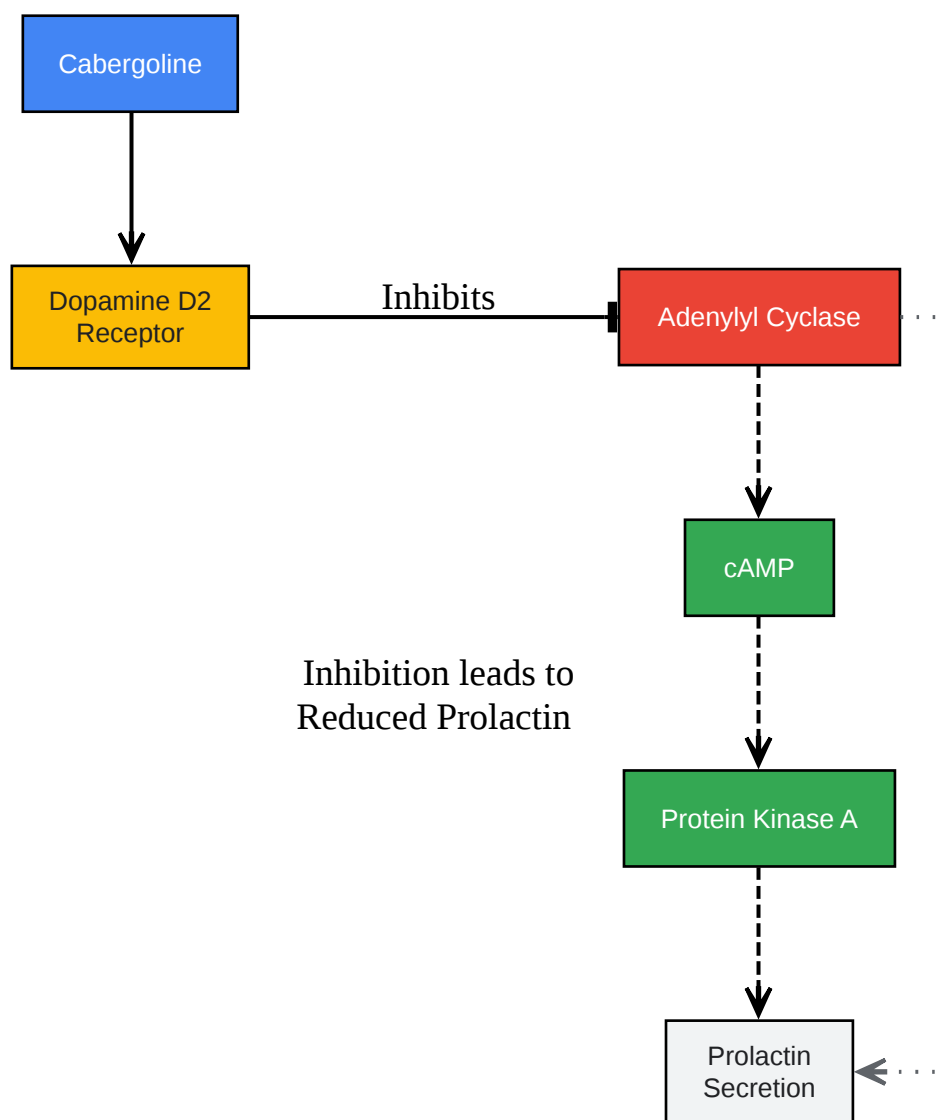 Cabergoline
Dopamine D2
Receptor
Inhibits
Adenylyl Cyclase
cAMP
Inhibition leads to
Reduced Prolactin
Protein Kinase A
Prolactin
Secretion